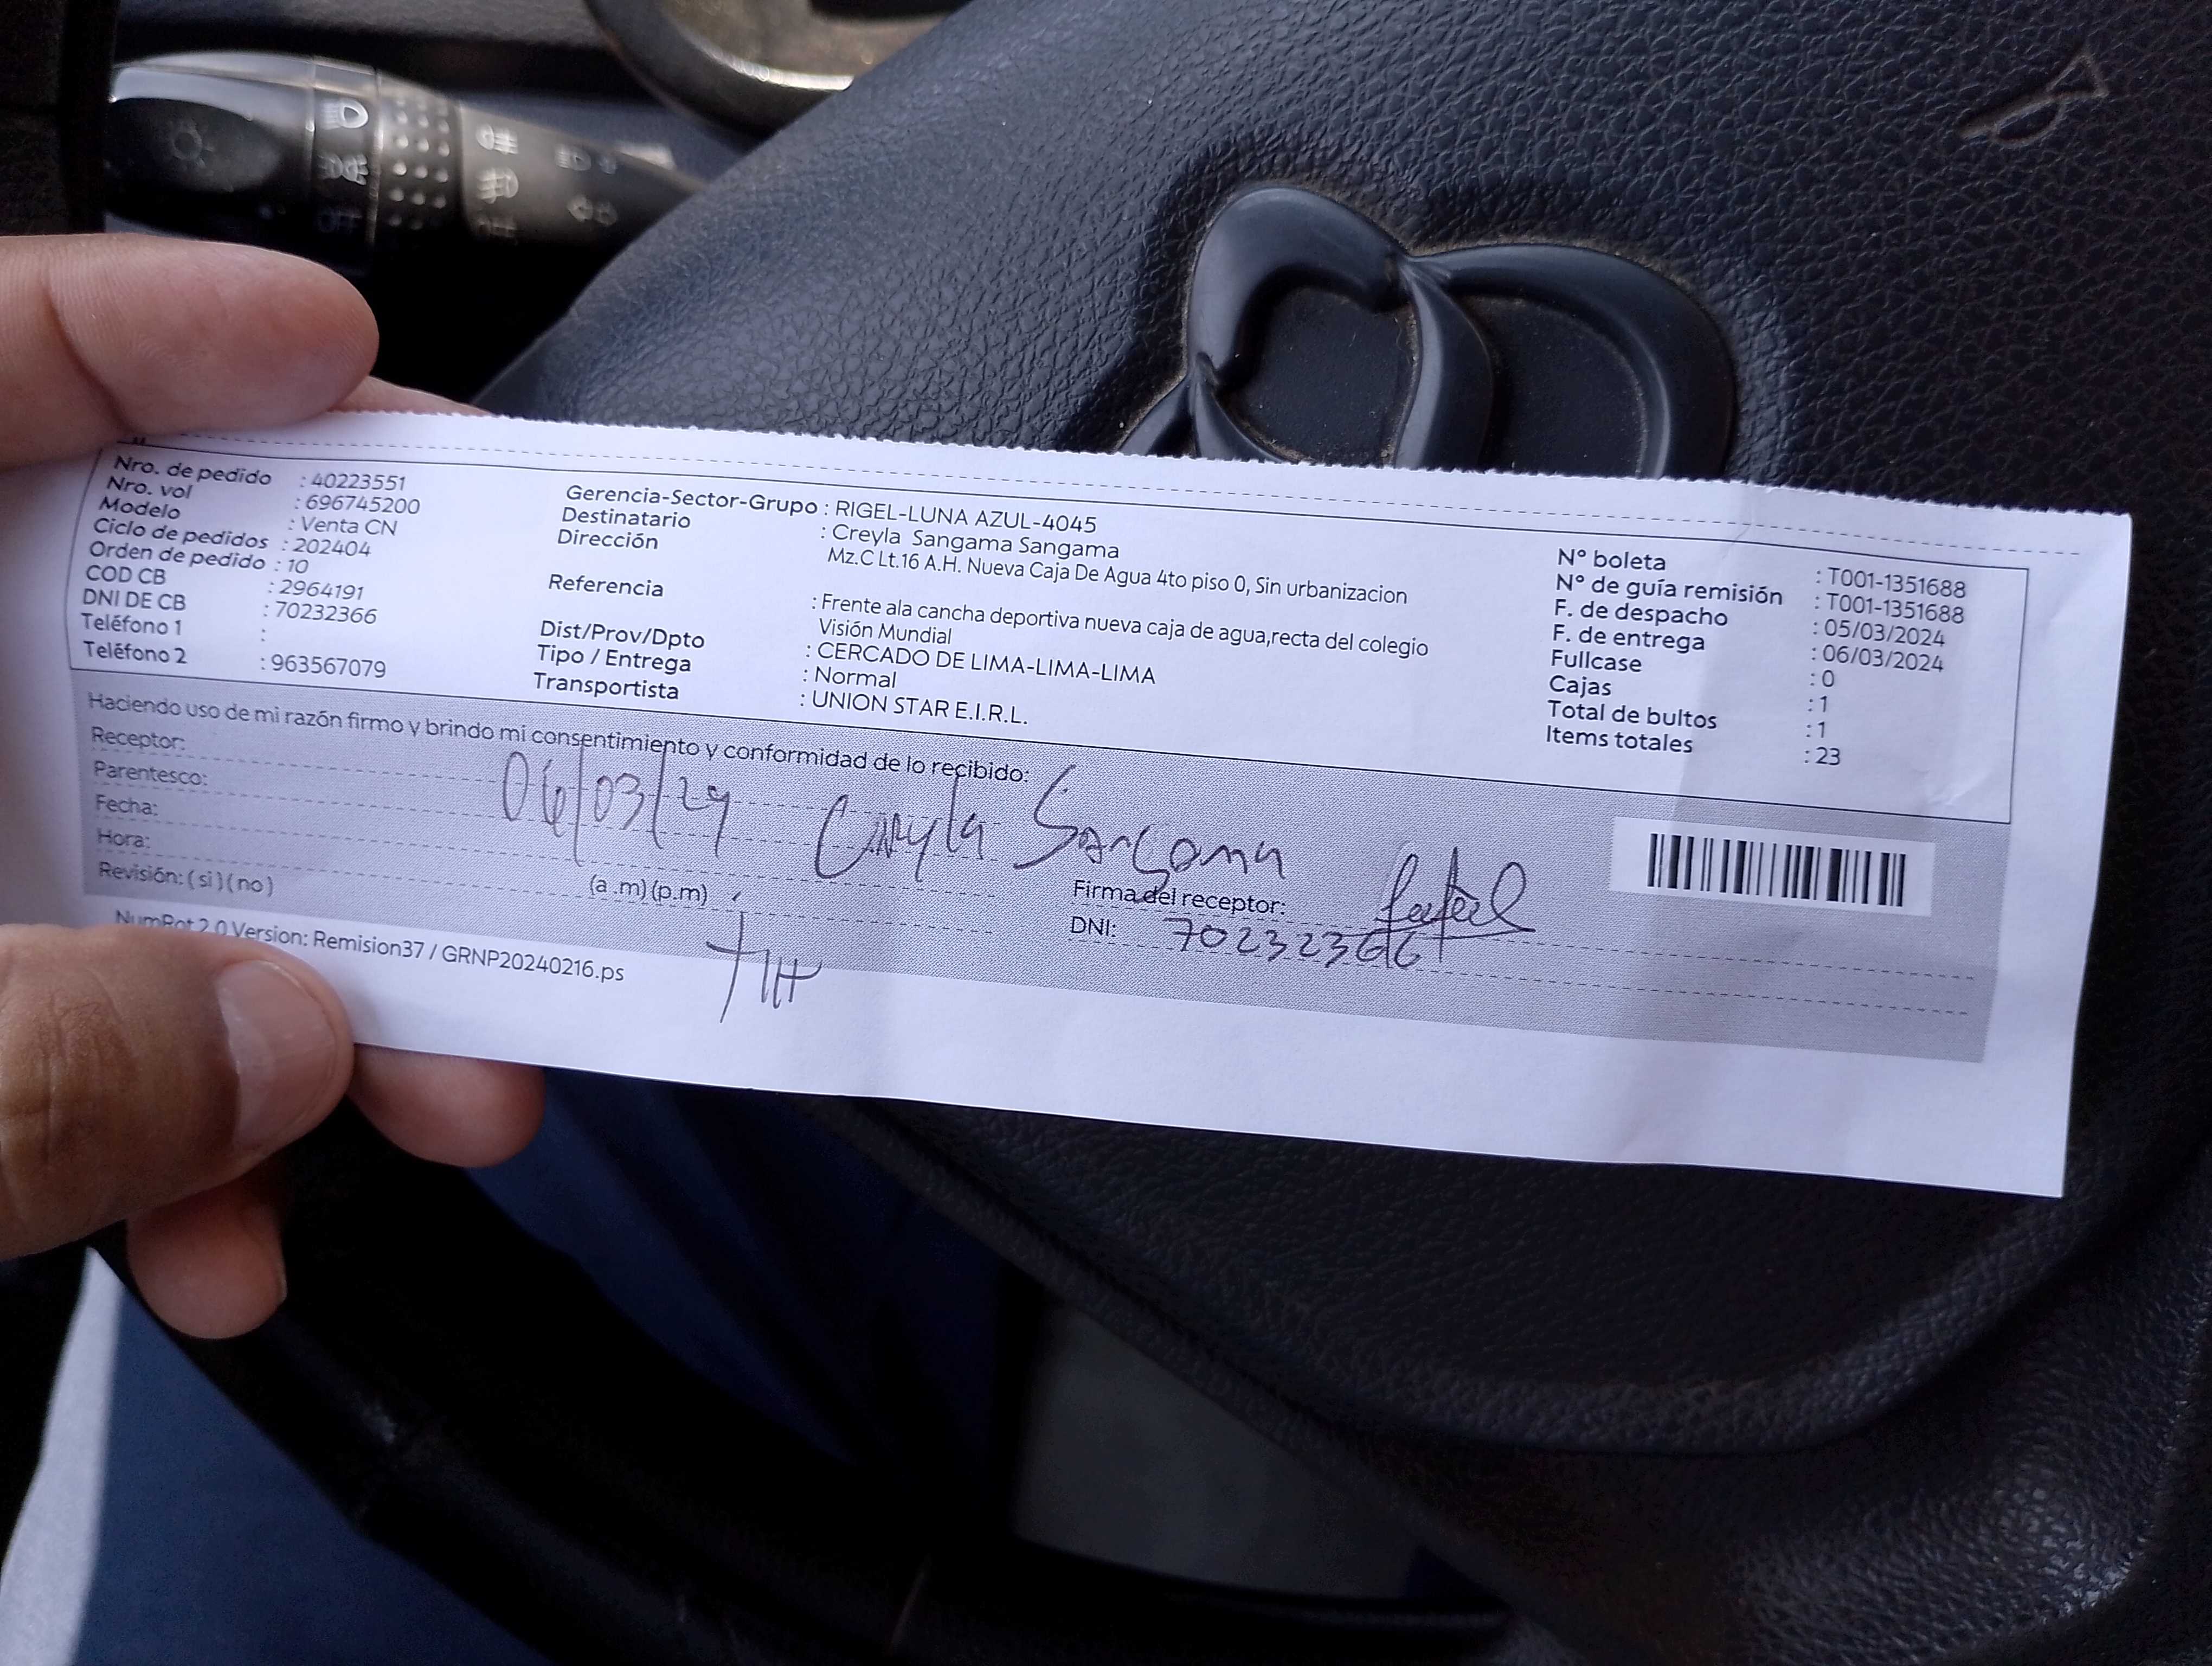 Nro. de pedido : 40223551
Nro. vol : 696745200
Modelo : Venta CN
Ciclo de pedidos : 202404
Orden de pedido : 10
COD CB : 2964191
DNI DE CB : 70232366
Teléfono 1 :
Teléfono 2 : 963567079
Gerencia-Sector-Grupo : RIGEL-LUNA AZUL-4045
Destinatario : Creyla Sangama Sangama
Dirección Mz.C Lt.16 A.H. Nueva Caja De Agua 4to piso 0, Sin urbanizacion
Referencia : Frente ala cancha deportiva nueva caja de agua,recta del colegio
Visión Mundial
Dist/Prov/Dpto : CERCADO DE LIMA-LIMA-LIMA
Tipo / Entrega : Normal
Transportista : UNION STAR E.I.R.L.
N° boleta : T001-1351688
N° de guía remisión : T001-1351688
F. de despacho : 05/03/2024
F. de entrega : 06/03/2024
Fullcase : 0
Cajas : 1
Total de bultos : 1
Items totales : 23
Haciendo uso de mi razón firmo y brindo mi consentimiento y conformidad de lo recibido:
Receptor:
Parentesco:
06/03/24 Creyla Sangama
Fecha:
Hora: (a .m) (p.m)
Revisión: ( si ) ( no )
Firma del receptor:
DNI: 70232366
NumRot 2.0 Version: Remision37 / GRNP20240216.ps
OFF